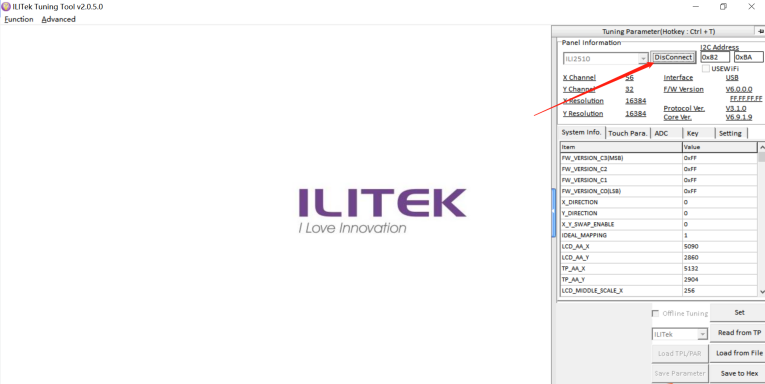 ILITek Tuning Tool v2.0.5.0
Function Advanced
Tuning Parameter(Hotkey : Ctrl + T)
Panel Information
I2C Address
ILI2510 DisConnect 0x82 0xBA
USEWiFi
X Channel 56 Interface USB
Y Channel 32 F/W Version V6.0.0.0
FF.FF.FF.FF
X Resolution 16384
Protocol Ver. V3.1.0
Y Resolution 16384
Core Ver. V6.9.1.9
System Info. Touch Para. ADC Key Setting
Item Value
FW_VERSION_C3(MSB) 0xFF
FW_VERSION_C2 0xFF
FW_VERSION_C1 0xFF
FW_VERSION_C0(LSB) 0xFF
X_DIRECTION 0
Y_DIRECTION 0
X_Y_SWAP_ENABLE 0
IDEAL_MAPPING 1
LCD_AA_X 5090
LCD_AA_Y 2860
TP_AA_X 5132
TP_AA_Y 2904
LCD_MIDDLE_SCALE_X 256
ILITEK
I Love Innovation
Offline Tuning Set
ILITek Read from TP
Load TPL/PAR Load from File
Save Parameter Save to Hex